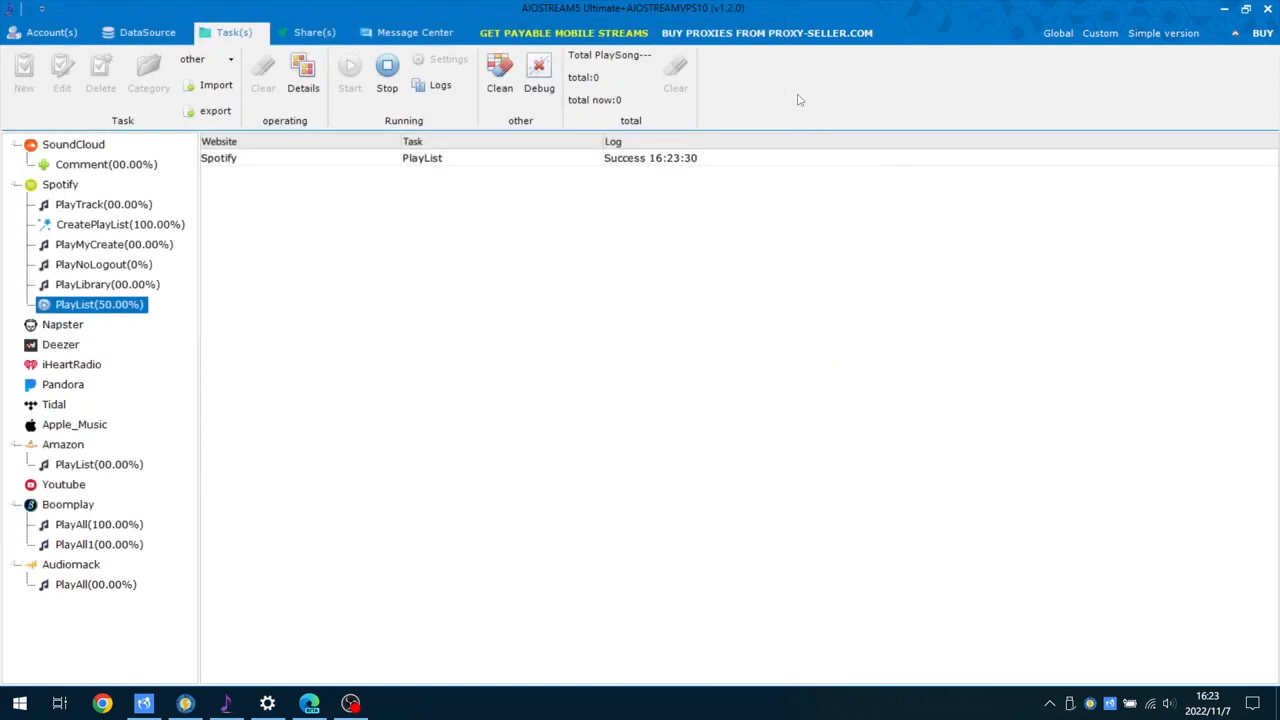 AIOSTREAM5 Ultimate+AIOSTREAMVPS10 (v1.2.0)
Account(s) DataSource Task(s) Share(s) Message Center GET PAYABLE MOBILE STREAMS BUY PROXIES FROM PROXY-SELLER.COM Global Custom Simple version BUY
New Edit Delete Category other Import export Clear Details Start Stop Settings Logs Clean Debug Total PlaySong--- total:0 total now:0 Clear
Task operating Running other total
Website Task Log
Spotify PlayList Success 16:23:30
SoundCloud
Comment(00.00%)
Spotify
PlayTrack(00.00%)
CreatePlayList(100.00%)
PlayMyCreate(00.00%)
PlayNoLogout(0%)
PlayLibrary(00.00%)
PlayList(50.00%)
Napster
Deezer
iHeartRadio
Pandora
Tidal
Apple_Music
Amazon
PlayList(00.00%)
Youtube
Boomplay
PlayAll(100.00%)
PlayAll1(00.00%)
Audiomack
PlayAll(00.00%)
16:23
2022/11/7